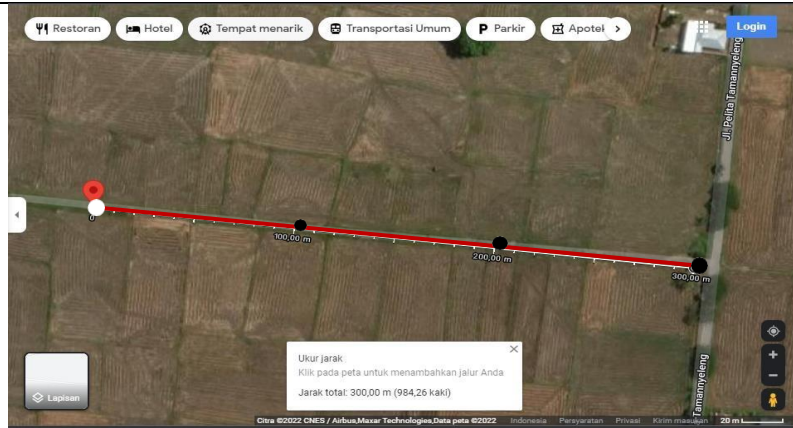 Restoran
Hotel
Tempat menarik
Transportasi Umum
P Parkir
Apotek
Login
Jl. Pelita Tamannyeleng
0
100,00 m
200,00 m
300,00 m
Ukur jarak
Klik pada peta untuk menambahkan jalur Anda
Jarak total: 300,00 m (984,26 kaki)
Tamannyeleng
Lapisan
Citra ©2022 CNES / Airbus,Maxar Technologies,Data peta ©2022 Indonesia Persyaratan Privasi Kirim masukan 20 m